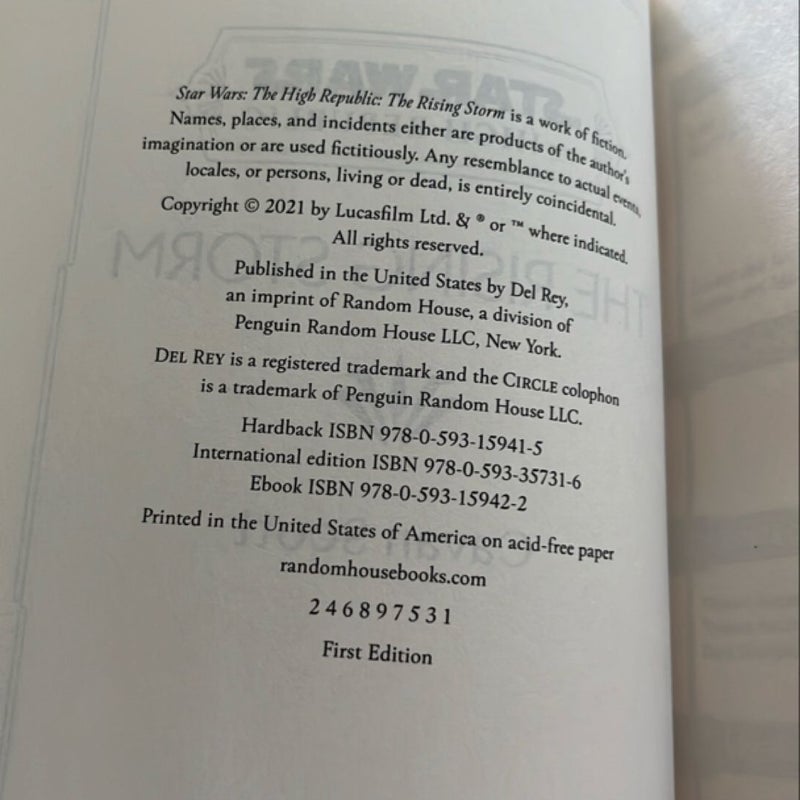 Star Wars: The High Republic: The Rising Storm is a work of fiction.
Names, places, and incidents either are products of the author's
imagination or are used fictitiously. Any resemblance to actual events,
locales, or persons, living or dead, is entirely coincidental.
Copyright © 2021 by Lucasfilm Ltd. & ® or ™ where indicated.
All rights reserved.
Published in the United States by Del Rey,
an imprint of Random House, a division of
Penguin Random House LLC, New York.
DEL REY is a registered trademark and the CIRCLE colophon
is a trademark of Penguin Random House LLC.
Hardback ISBN 978-0-593-15941-5
International edition ISBN 978-0-593-35731-6
Ebook ISBN 978-0-593-15942-2
Printed in the United States of America on acid-free paper
randomhousebooks.com
2 4 6 8 9 7 5 3 1
First Edition